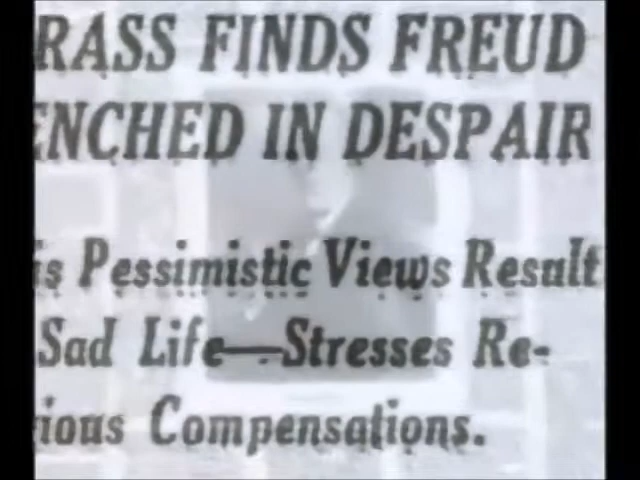 RASS FINDS FREUD
ENCHED IN DESPAIR
is Pessimistic Views Result
Sad Life—Stresses Re-
ious Compensations.